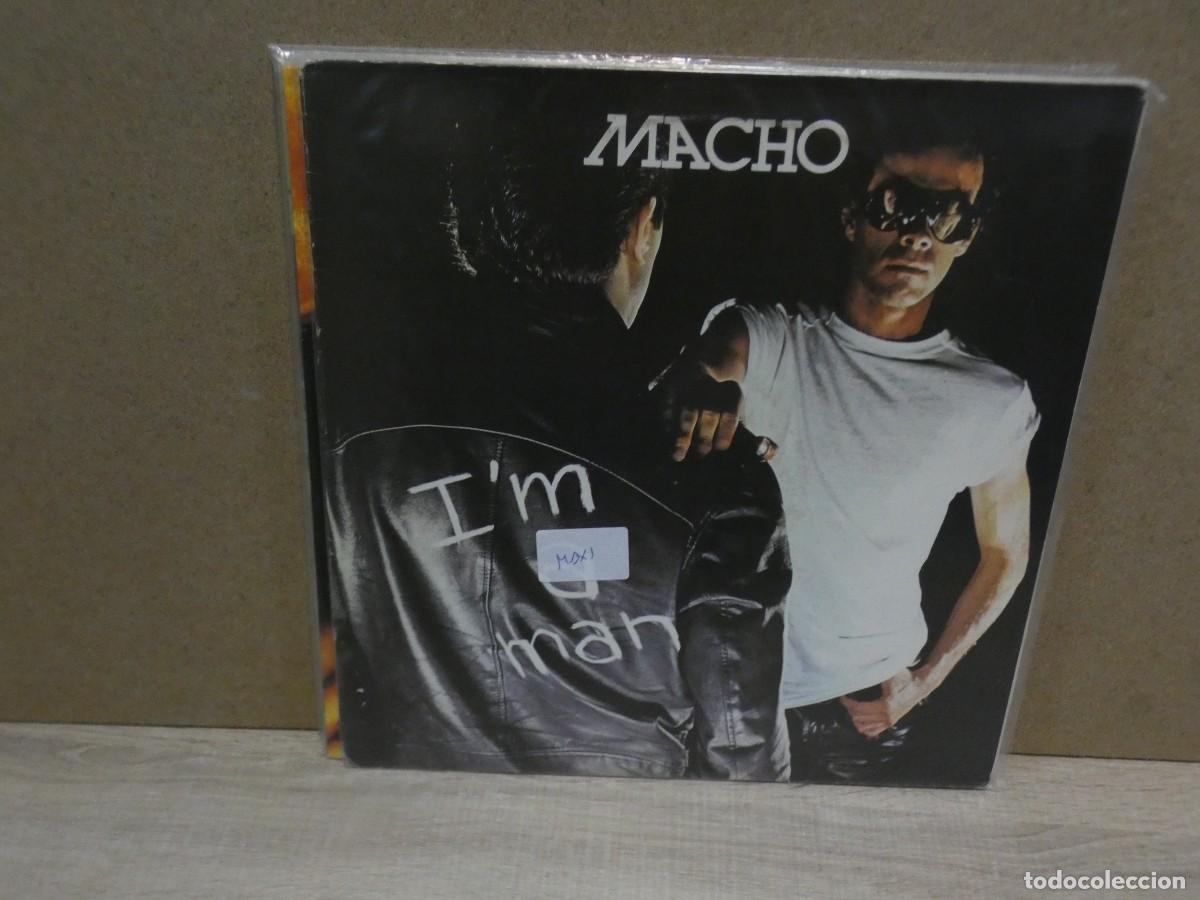 MACHO
I'm
a
man
MAXI
todocoleccion